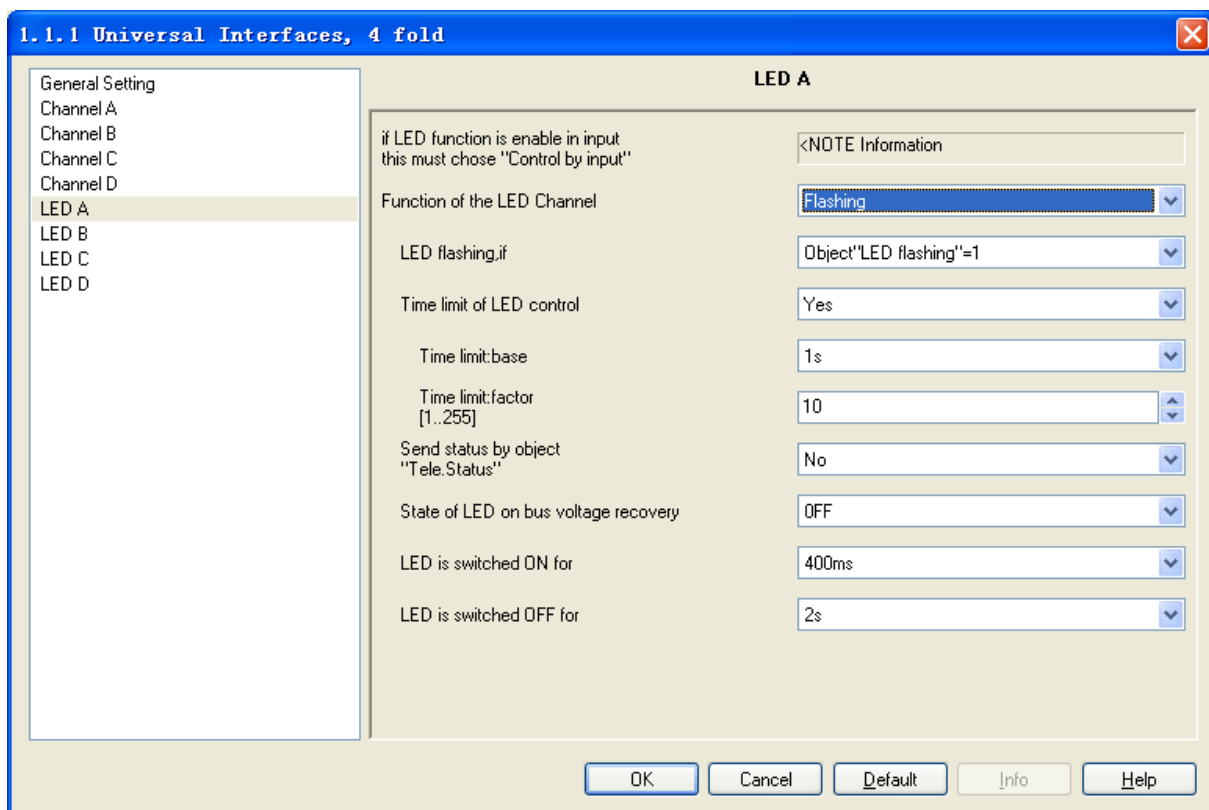 1.1.1 Universal Interfaces, 4 fold
General Setting
Channel A
Channel B
Channel C
Channel D
LED A
LED B
LED C
LED D
LED A
if LED function is enable in input
this must chose "Control by input"
<NOTE Information
Function of the LED Channel
Flashing
LED flashing,if
Object"LED flashing"=1
Time limit of LED control
Yes
Time limit:base
1s
Time limit:factor
[1..255]
10
Send status by object
"Tele.Status"
No
State of LED on bus voltage recovery
OFF
LED is switched ON for
400ms
LED is switched OFF for
2s
OK
Cancel
Default
Info
Help